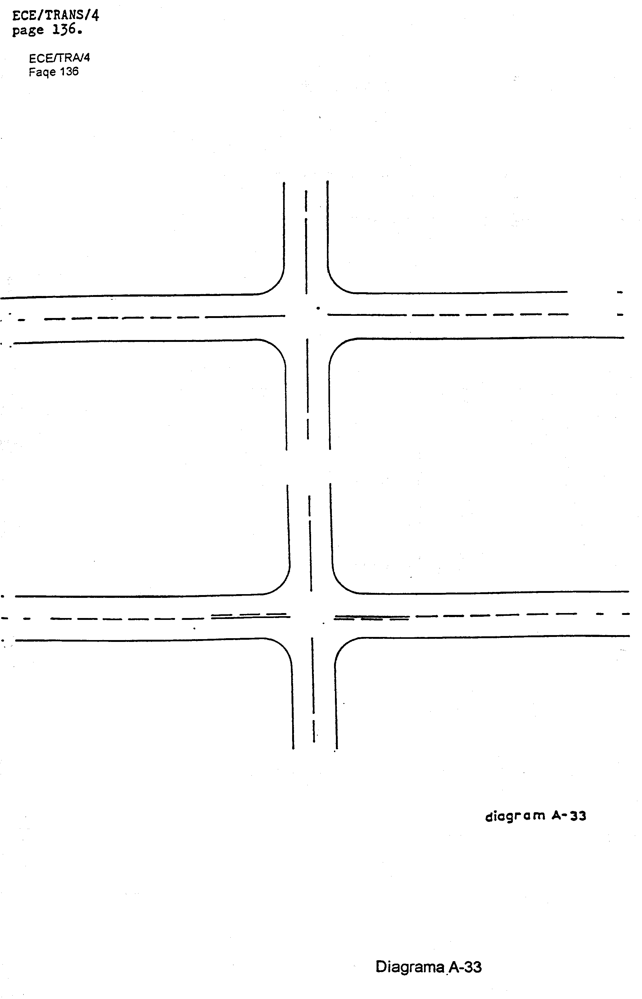 ECE/TRANS/4
page 136.
ECE/TRA/4
Faqe 136
diagram A-33
Diagrama A-33